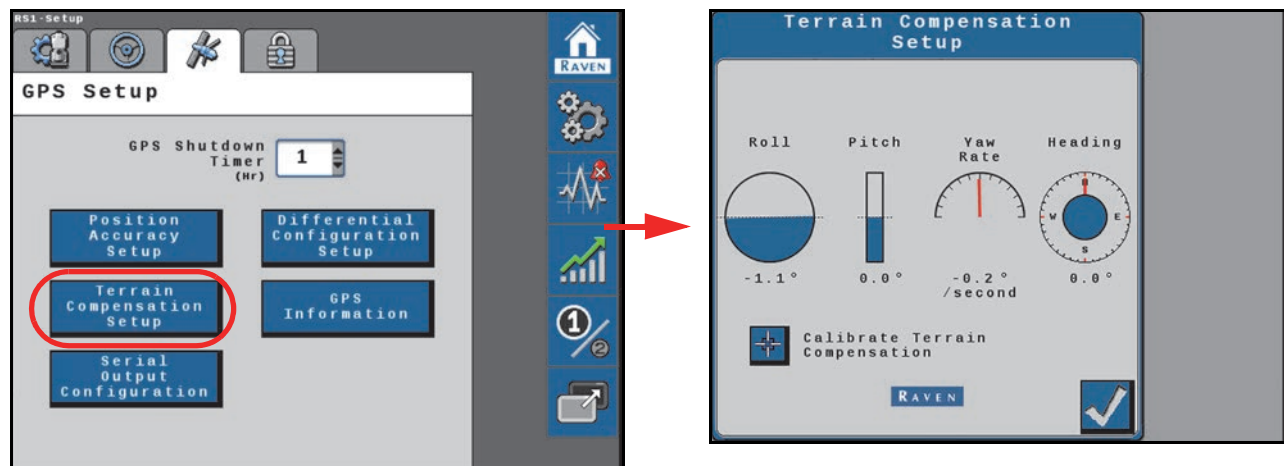 RS1-Setup
GPS Setup
GPS Shutdown
Timer
(Hr)
1
Position
Accuracy
Setup
Differential
Configuration
Setup
Terrain
Compensation
Setup
GPS
Information
Serial
Output
Configuration
RAVEN
1/2
Terrain Compensation
Setup
Roll
Pitch
Yaw
Rate
Heading
N
W
E
S
-1.1°
0.0°
-0.2°
/second
0.0°
Calibrate Terrain
Compensation
RAVEN